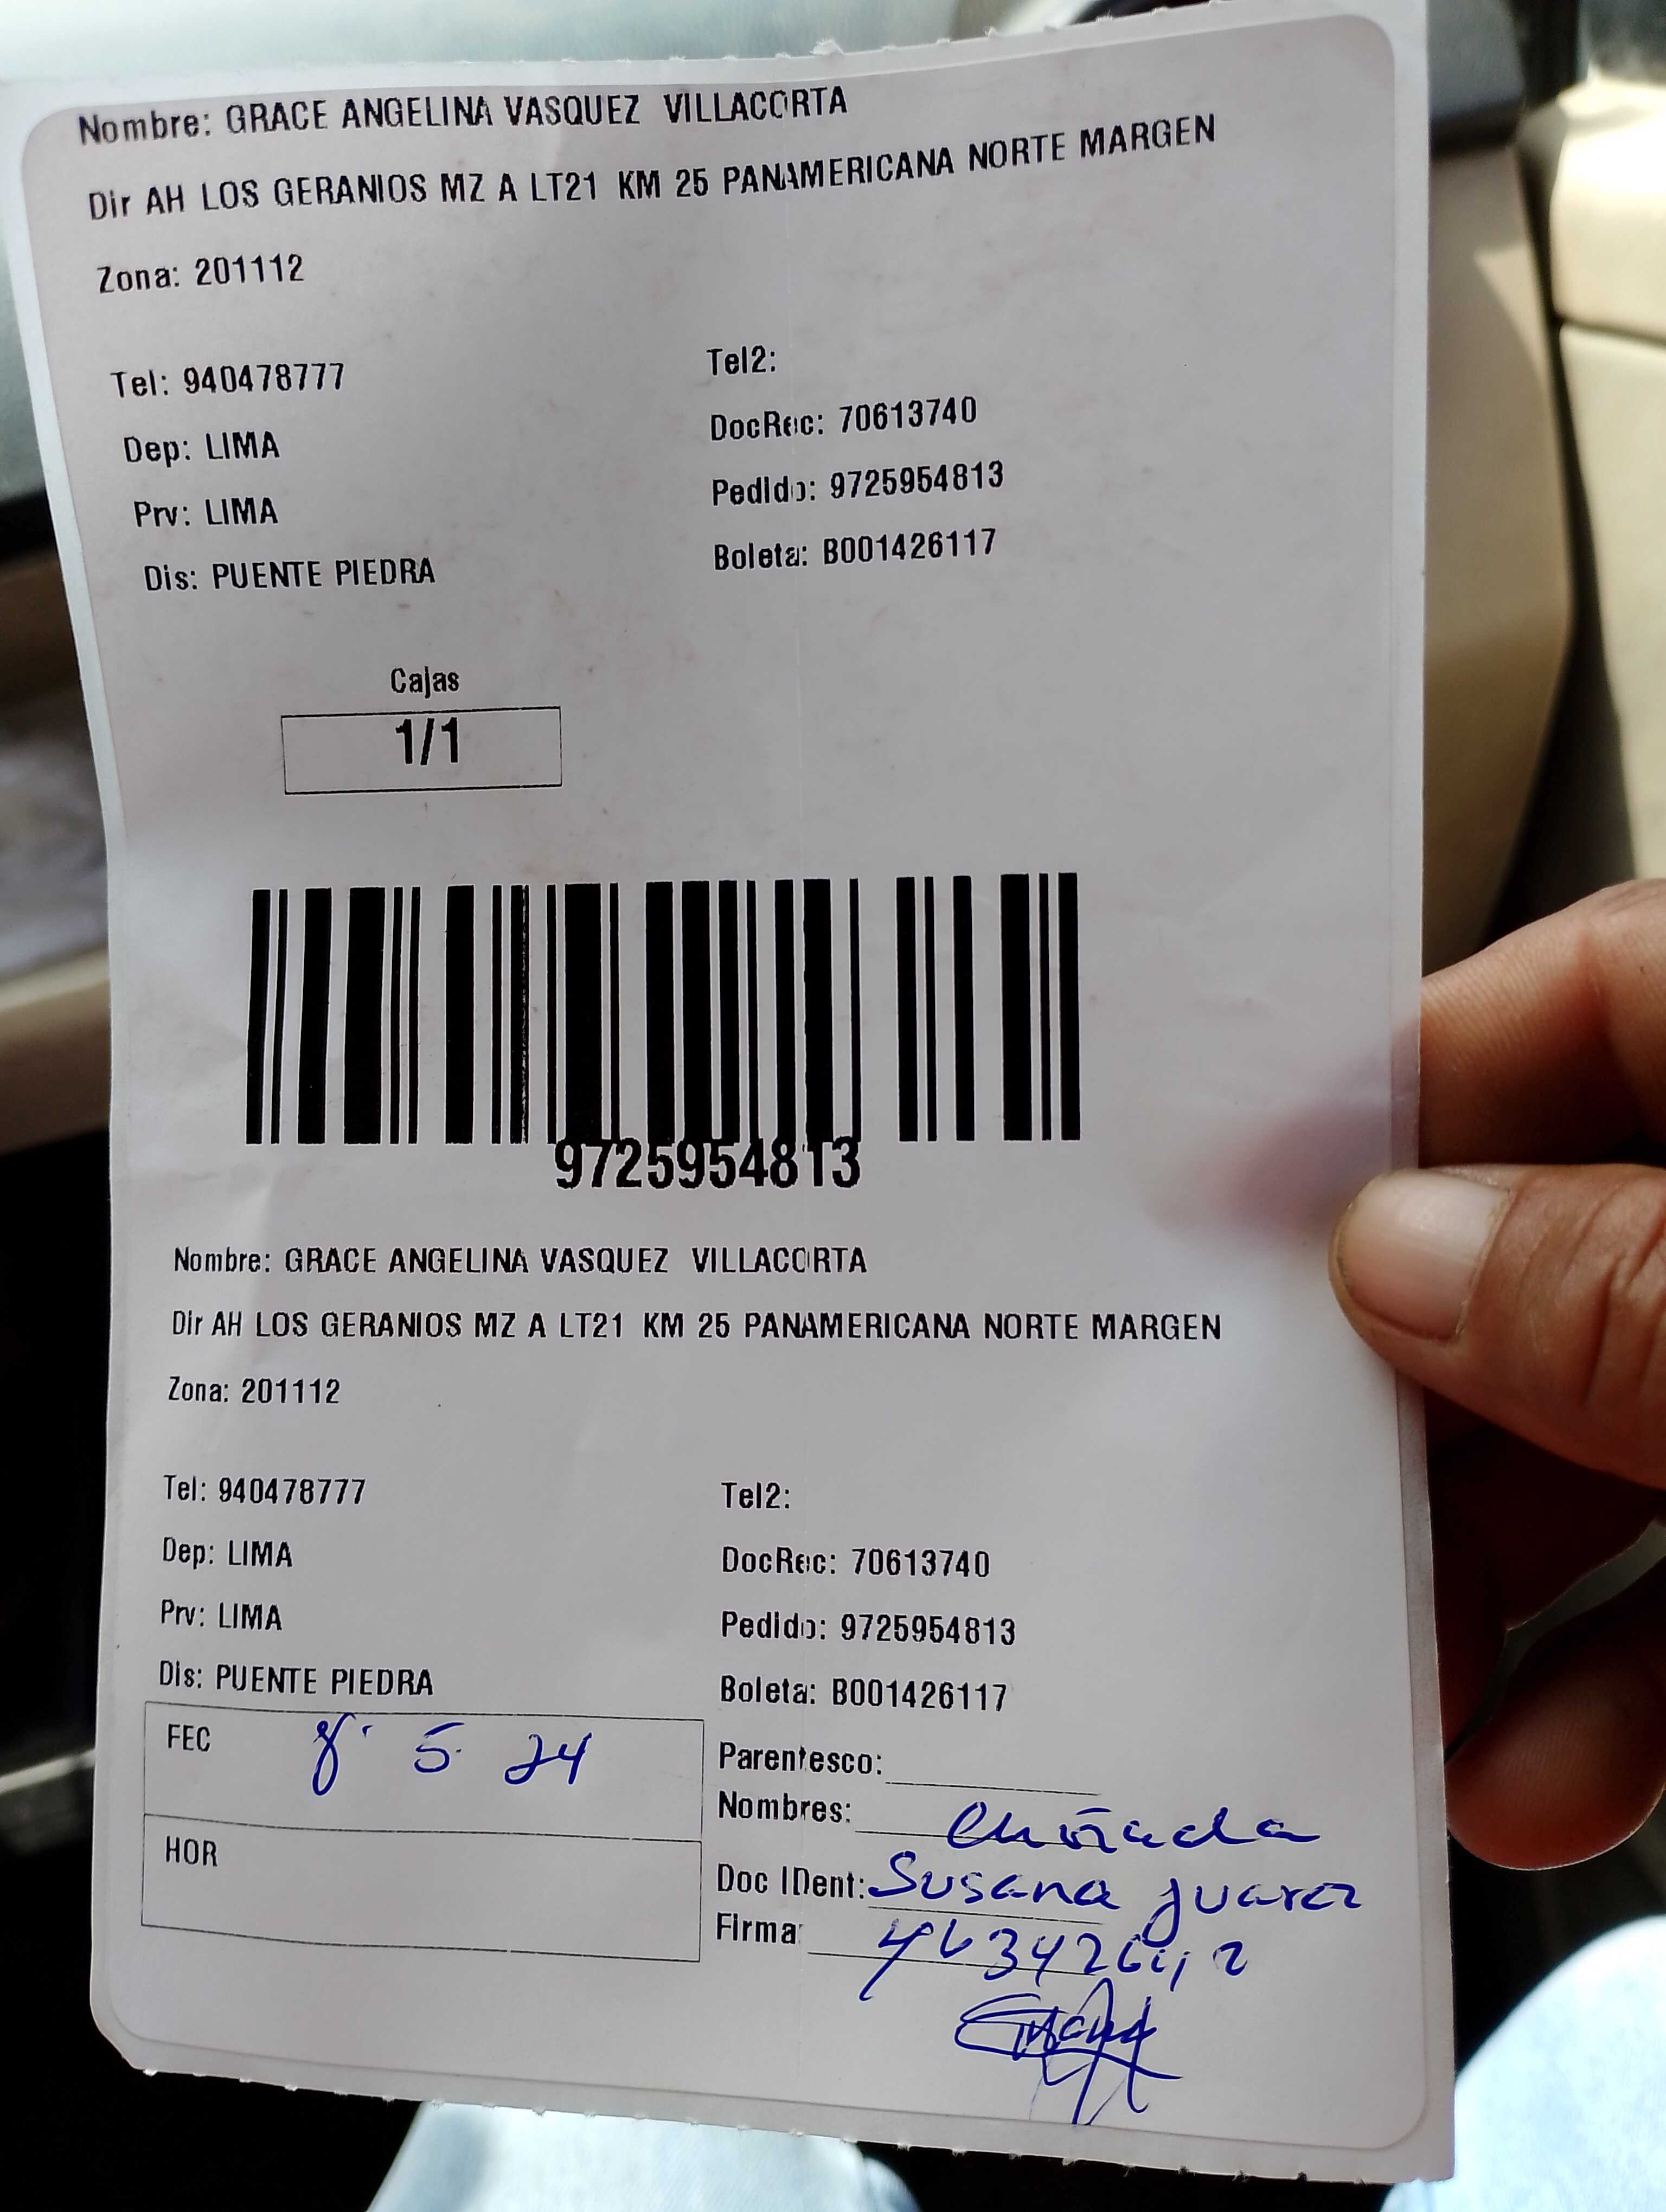 Nombre: GRACE ANGELINA VASQUEZ VILLACORTA
Dir AH LOS GERANIOS MZ A LT21 KM 25 PANAMERICANA NORTE MARGEN
Zona: 201112
Tel: 940478777
Tel2:
Dep: LIMA
DocRec: 70613740
Prv: LIMA
Pedido: 9725954813
Dis: PUENTE PIEDRA
Boleta: B001426117
Cajas
1/1
9725954813
Nombre: GRACE ANGELINA VASQUEZ VILLACORTA
Dir AH LOS GERANIOS MZ A LT21 KM 25 PANAMERICANA NORTE MARGEN
Zona: 201112
Tel: 940478777
Tel2:
Dep: LIMA
DocRec: 70613740
Prv: LIMA
Pedido: 9725954813
Dis: PUENTE PIEDRA
Boleta: B001426117
FEC 8 5 24
HOR
Parentesco:
Nombres: Cuñada
Doc IDent: Susana Juarez
Firma: